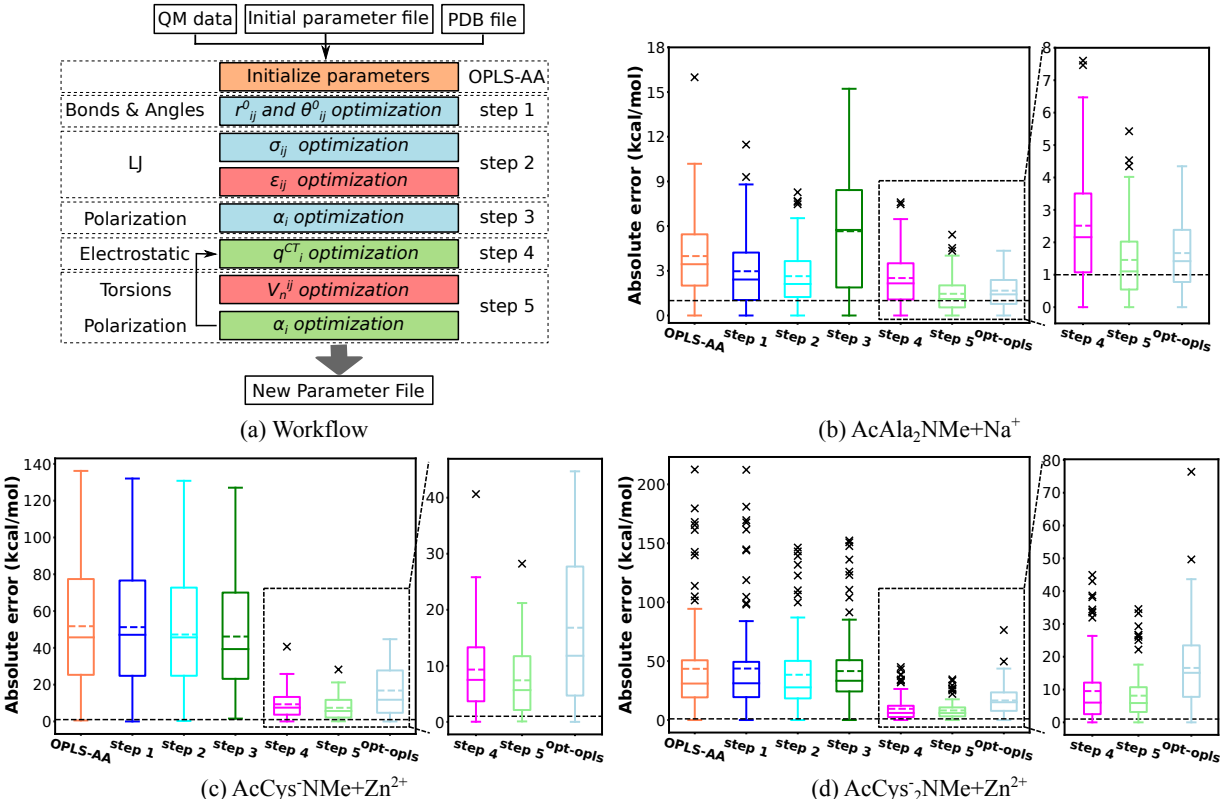 QM data
Initial parameter file
PDB file
Initialize parameters
OPLS-AA
Bonds & Angles
r⁰ᵢⱼ and θ⁰ᵢⱼ optimization
step 1
LJ
σᵢⱼ optimization
εᵢⱼ optimization
step 2
Polarization
αᵢ optimization
step 3
Electrostatic
qᶜᵀᵢ optimization
step 4
Torsions
Vₙⁱʲ optimization
step 5
Polarization
αᵢ optimization
New Parameter File
(a) Workflow
Absolute error (kcal/mol)
18
15
12
9
6
3
0
OPLS-AA
step 1
step 2
step 3
step 4
step 5
opt-opls
8
7
6
5
4
3
2
1
0
step 4
step 5
opt-opls
(b) AcAla₂NMe+Na⁺
Absolute error (kcal/mol)
140
120
100
80
60
40
20
0
OPLS-AA
step 1
step 2
step 3
step 4
step 5
opt-opls
40
30
20
10
0
step 4
step 5
opt-opls
(c) AcCys⁻NMe+Zn²⁺
Absolute error (kcal/mol)
200
150
100
50
0
OPLS-AA
step 1
step 2
step 3
step 4
step 5
opt-opls
80
70
60
50
40
30
20
10
0
step 4
step 5
opt-opls
(d) AcCys⁻₂NMe+Zn²⁺